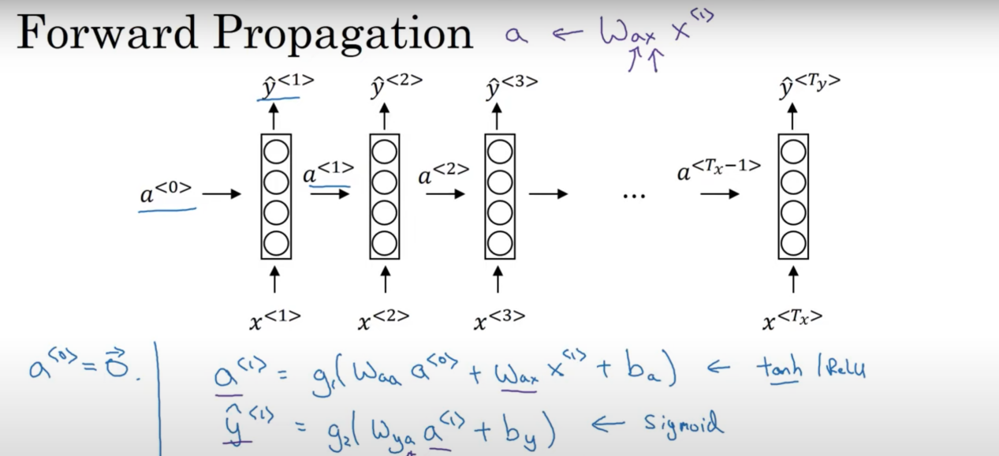 Forward Propagation a ← Wax x<1>
ŷ<1> ŷ<2> ŷ<3> ŷ<Ty>
a<0> → a<1> → a<2> → → ... a<Tx−1> →
x<1> x<2> x<3> x<Tx>
a<0> = 0⃗. a<1> = g₁(Waa a<0> + Wax x<1> + ba) ← tanh | ReLU
ŷ<1> = g₂(Wya a<1> + by) ← sigmoid